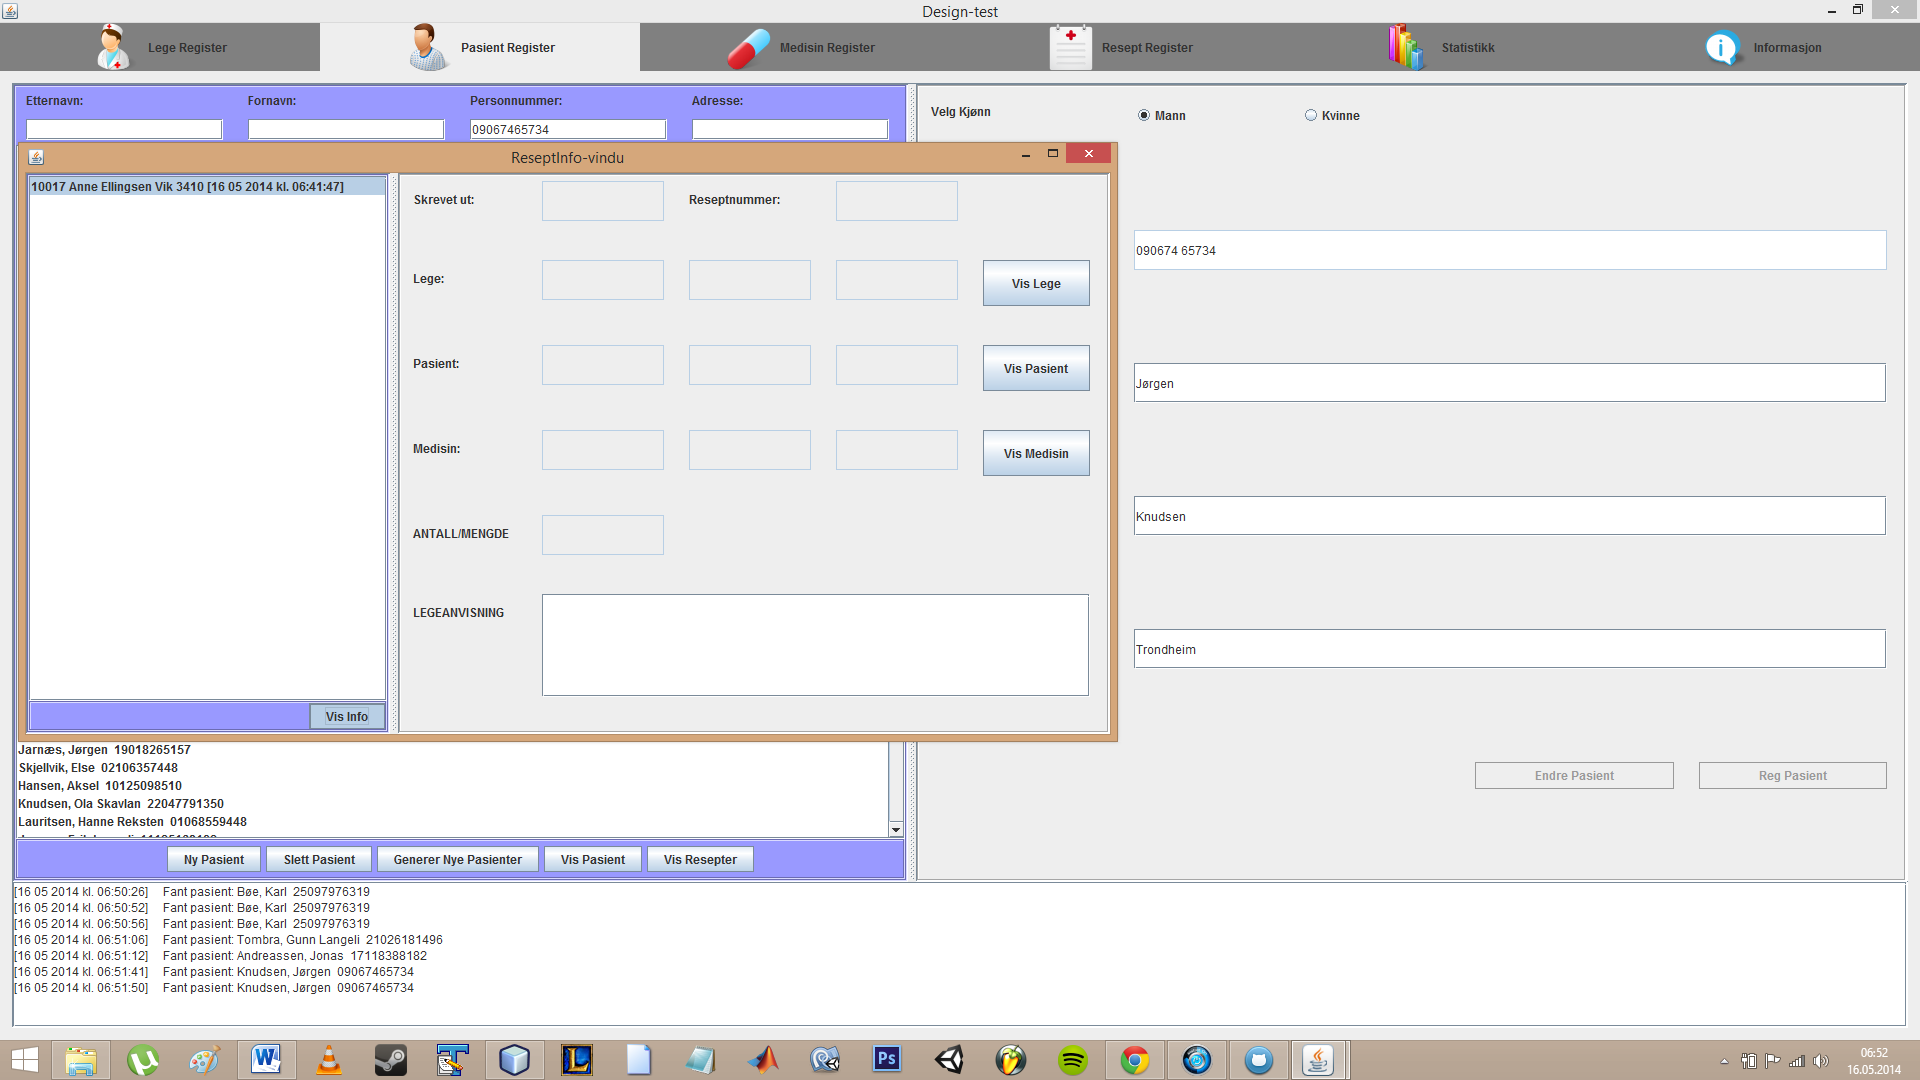 Design-test
Lege Register
Pasient Register
Medisin Register
Resept Register
Statistikk
Informasjon
Etternavn:
Fornavn:
Personnummer:
Adresse:
09067465734
Velg Kjønn
Mann
Kvinne
ReseptInfo-vindu
10017 Anne Ellingsen Vik 3410 [16 05 2014 kl. 06:41:47]
Skrevet ut:
Reseptnummer:
Lege:
Vis Lege
Pasient:
Vis Pasient
Medisin:
Vis Medisin
ANTALL/MENGDE
LEGEANVISNING
Vis Info
090674 65734
Jørgen
Knudsen
Trondheim
Endre Pasient
Reg Pasient
Jarnæs, Jørgen 19018265157
Skjellvik, Else 02106357448
Hansen, Aksel 10125098510
Knudsen, Ola Skavlan 22047791350
Lauritsen, Hanne Reksten 01068559448
Ny Pasient
Slett Pasient
Generer Nye Pasienter
Vis Pasient
Vis Resepter
[16 05 2014 kl. 06:50:26] Fant pasient: Bøe, Karl 25097976319
[16 05 2014 kl. 06:50:52] Fant pasient: Bøe, Karl 25097976319
[16 05 2014 kl. 06:50:56] Fant pasient: Bøe, Karl 25097976319
[16 05 2014 kl. 06:51:06] Fant pasient: Tombra, Gunn Langeli 21026181496
[16 05 2014 kl. 06:51:12] Fant pasient: Andreassen, Jonas 17118388182
[16 05 2014 kl. 06:51:41] Fant pasient: Knudsen, Jørgen 09067465734
[16 05 2014 kl. 06:51:50] Fant pasient: Knudsen, Jørgen 09067465734
Ps
06:52
16.05.2014